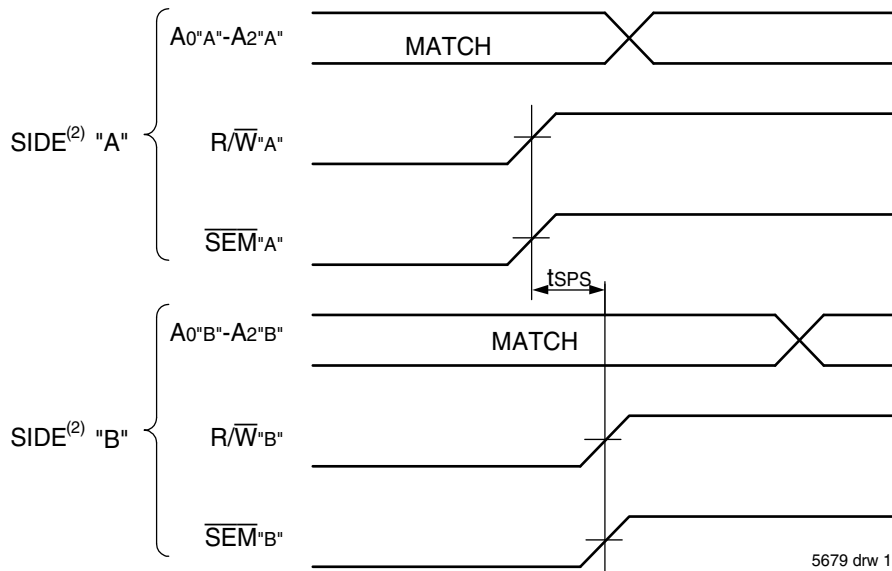 A0"A"-A2"A"
MATCH
SIDE(2) "A"
R/W"A"
SEM"A"
tSPS
A0"B"-A2"B"
MATCH
SIDE(2) "B"
R/W"B"
SEM"B"
5679 drw 1